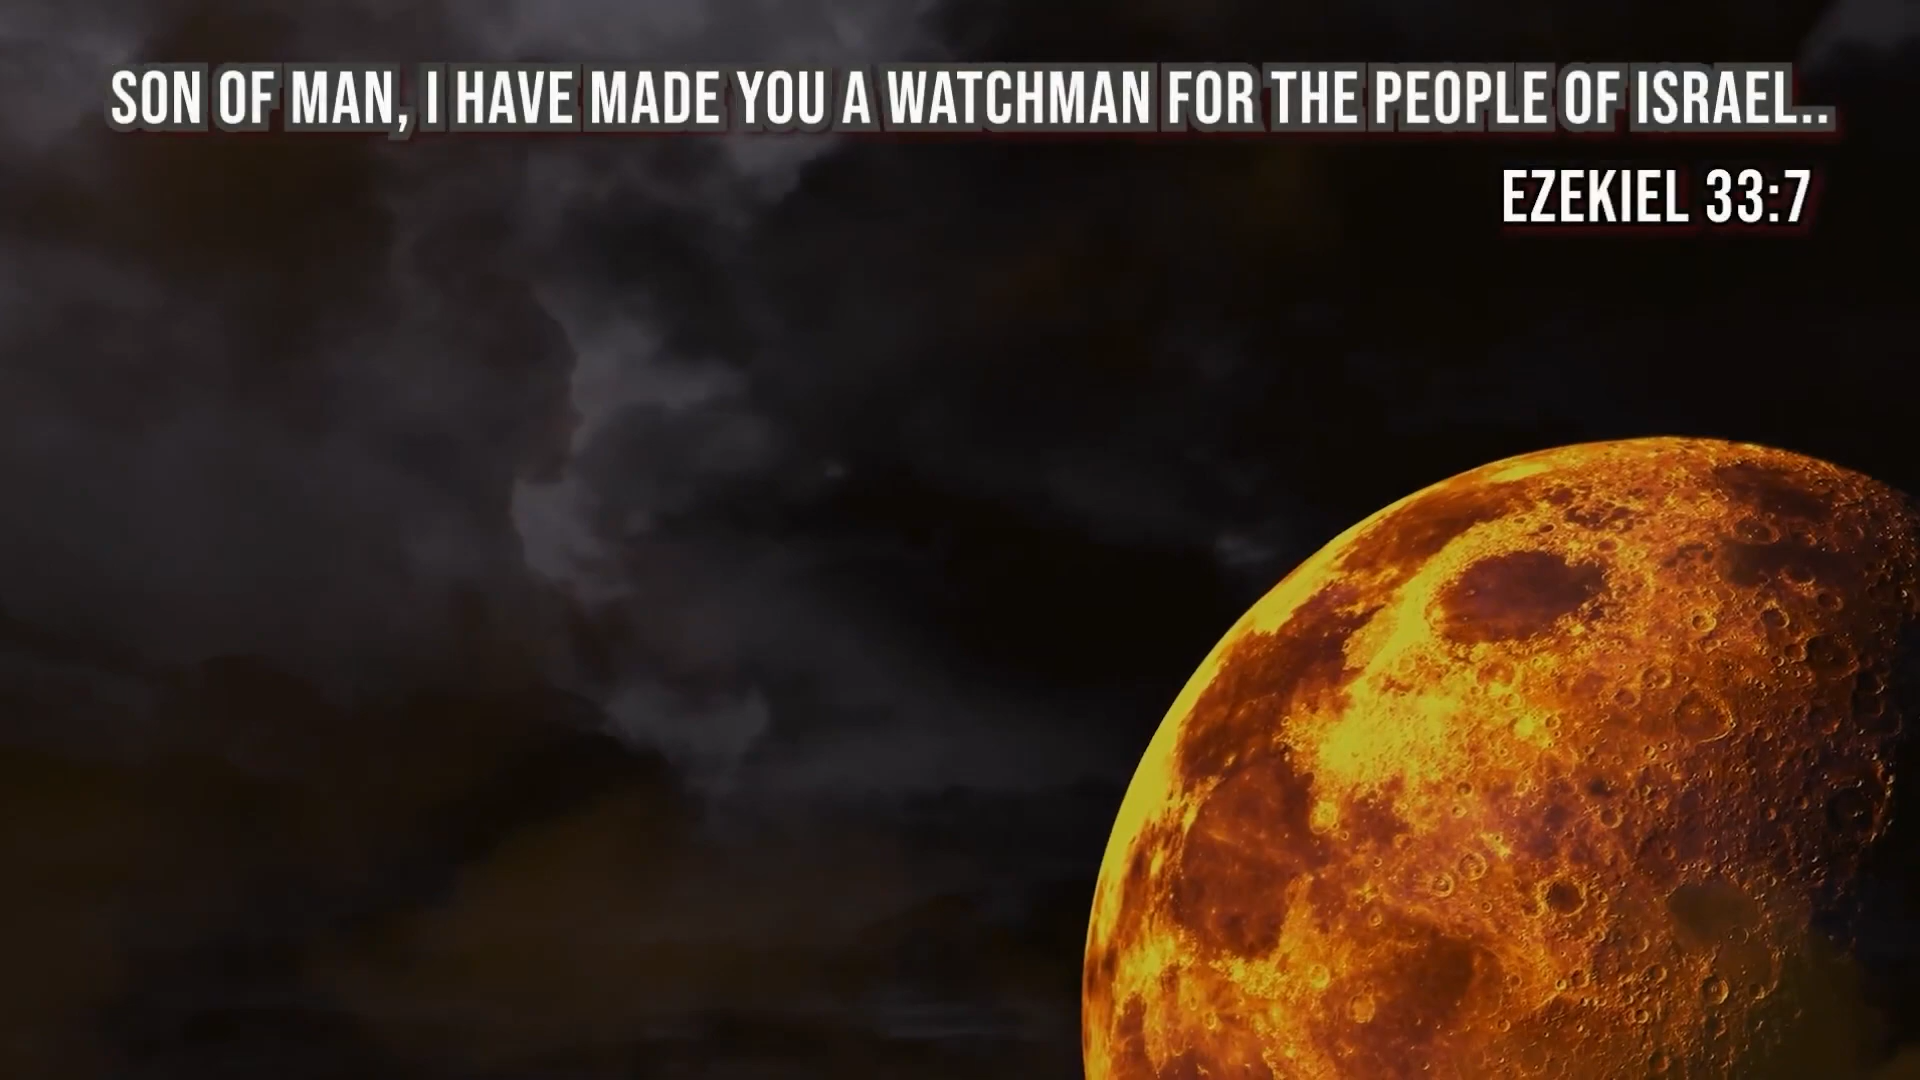 SON OF MAN, I HAVE MADE YOU A WATCHMAN FOR THE PEOPLE OF ISRAEL..
EZEKIEL 33:7